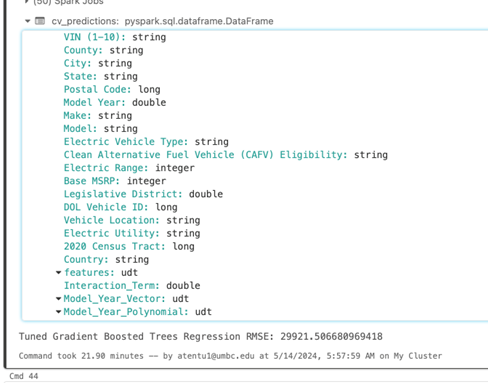 (50) Spark Jobs
cv_predictions: pyspark.sql.dataframe.DataFrame
VIN (1-10): string
County: string
City: string
State: string
Postal Code: long
Model Year: double
Make: string
Model: string
Electric Vehicle Type: string
Clean Alternative Fuel Vehicle (CAFV) Eligibility: string
Electric Range: integer
Base MSRP: integer
Legislative District: double
DOL Vehicle ID: long
Vehicle Location: string
Electric Utility: string
2020 Census Tract: long
Country: string
features: udt
Interaction_Term: double
Model_Year_Vector: udt
Model_Year_Polynomial: udt
Tuned Gradient Boosted Trees Regression RMSE: 29921.506680969418
Command took 21.90 minutes -- by atentu1@umbc.edu at 5/14/2024, 5:57:59 AM on My Cluster
Cmd 44